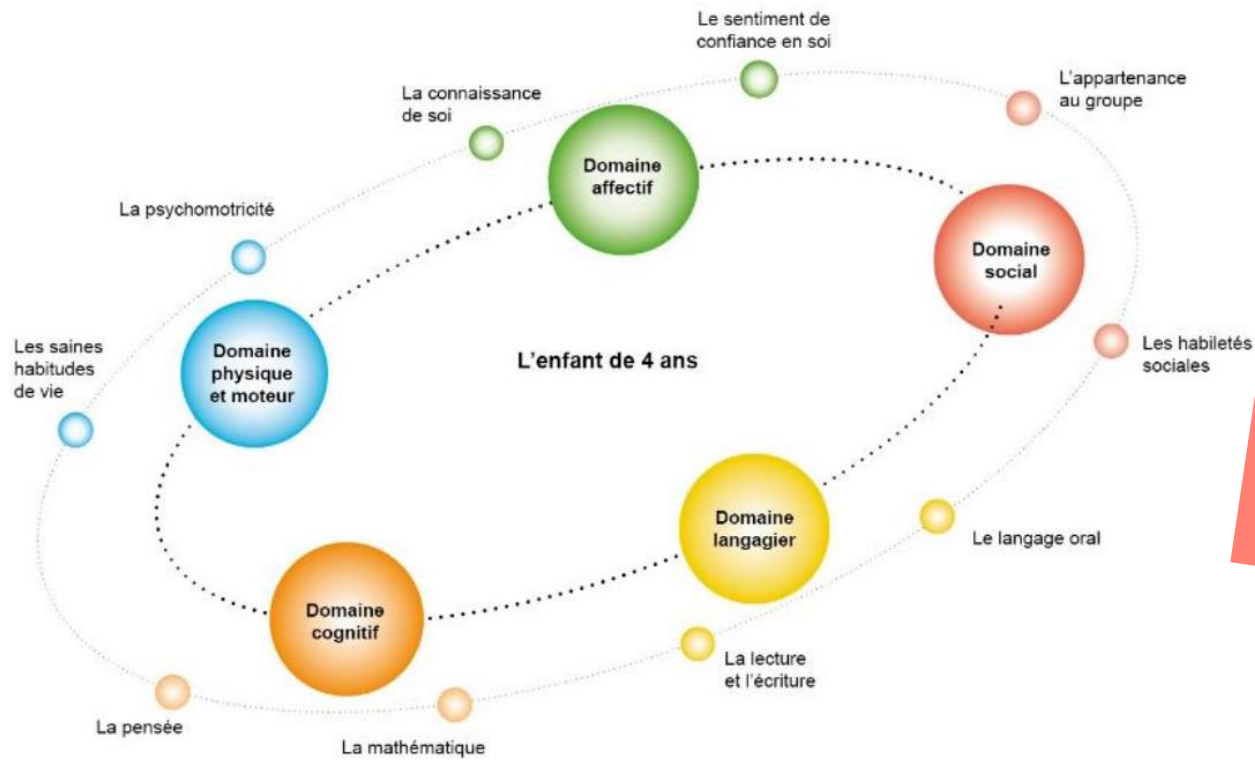 Le sentiment de
confiance en soi
L'appartenance
au groupe
La connaissance
de soi
Domaine
affectif
La psychomotricité
Domaine
social
Les saines
habitudes
de vie
Domaine
physique
et moteur
L'enfant de 4 ans
Les habiletés
sociales
Domaine
langagier
Le langage oral
Domaine
cognitif
La lecture
et l'écriture
La pensée
La mathématique